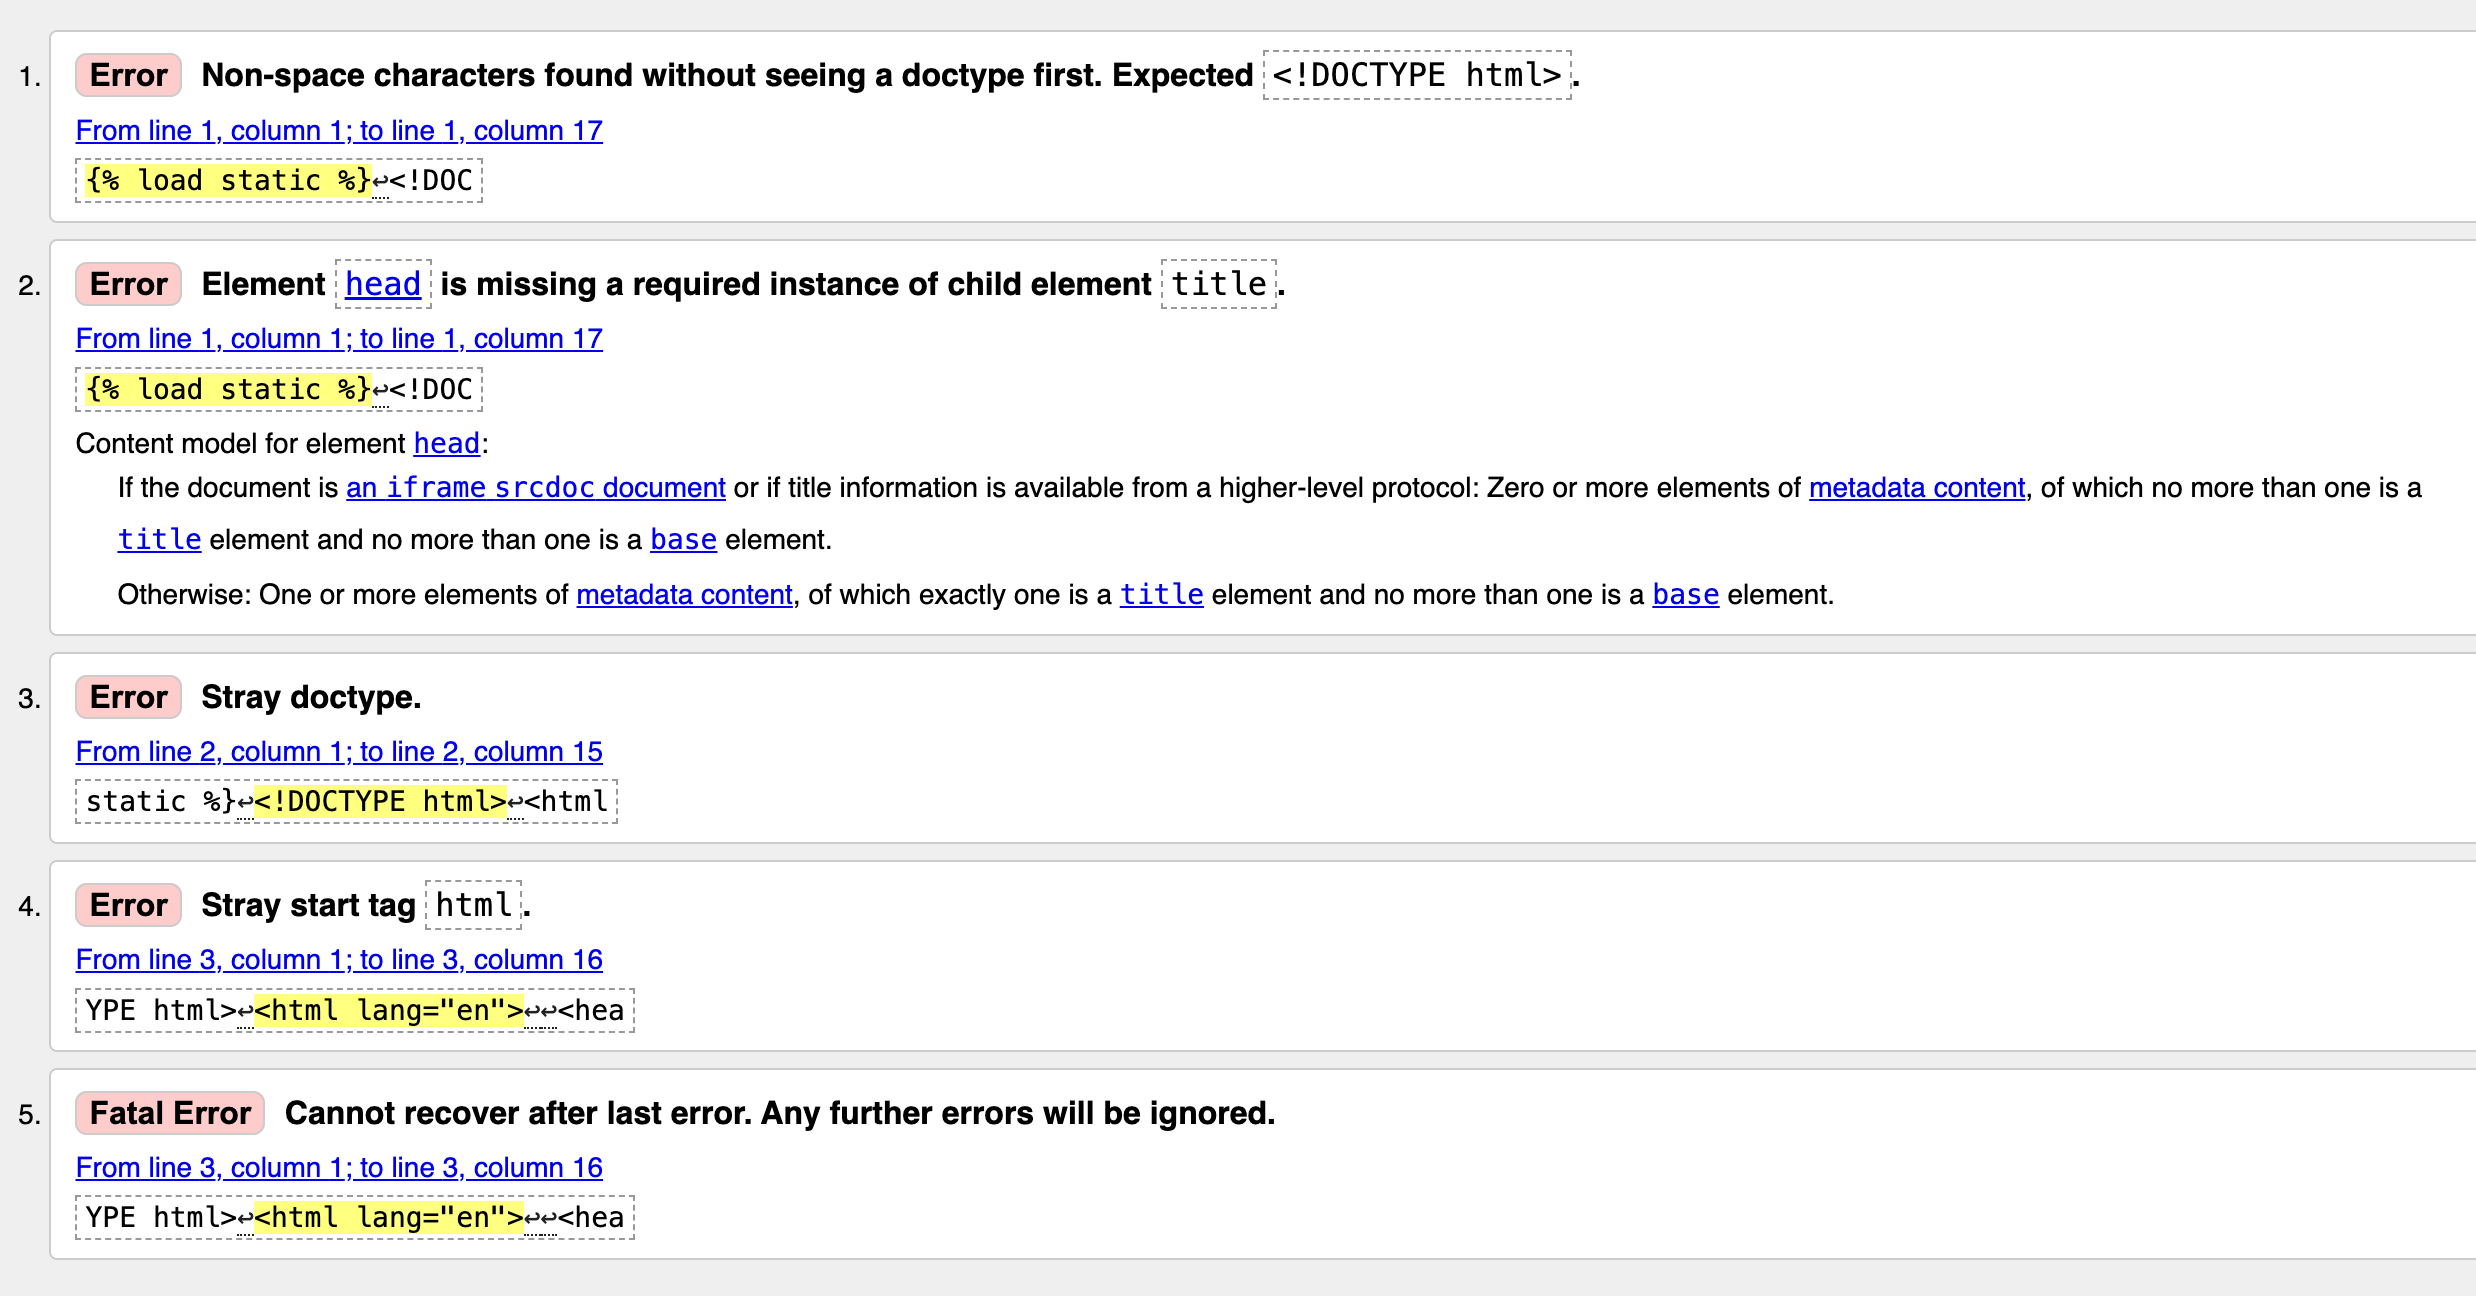 1. Error Non-space characters found without seeing a doctype first. Expected <!DOCTYPE html>.
From line 1, column 1; to line 1, column 17
{% load static %}↩<!DOC
2. Error Element head is missing a required instance of child element title.
From line 1, column 1; to line 1, column 17
{% load static %}↩<!DOC
Content model for element head:
If the document is an iframe srcdoc document or if title information is available from a higher-level protocol: Zero or more elements of metadata content, of which no more than one is a
title element and no more than one is a base element.
Otherwise: One or more elements of metadata content, of which exactly one is a title element and no more than one is a base element.
3. Error Stray doctype.
From line 2, column 1; to line 2, column 15
static %}↩<!DOCTYPE html>↩<html
4. Error Stray start tag html.
From line 3, column 1; to line 3, column 16
YPE html>↩<html lang="en">↩↩<hea
5. Fatal Error Cannot recover after last error. Any further errors will be ignored.
From line 3, column 1; to line 3, column 16
YPE html>↩<html lang="en">↩↩<hea